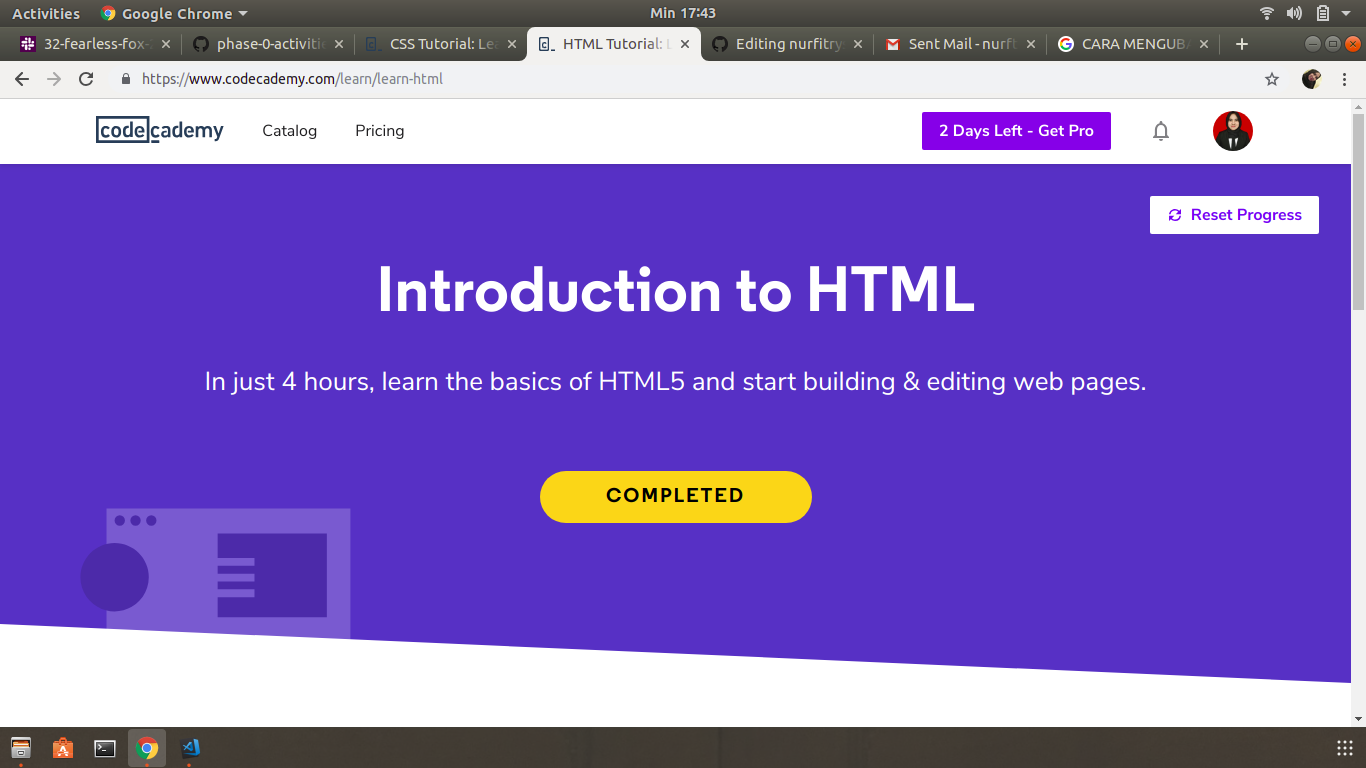 Activities Google Chrome Min 17:43
32-fearless-fox- phase-0-activiti CSS Tutorial: Le HTML Tutorial: L Editing nurfitry Sent Mail - nurf CARA MENGUB
https://www.codecademy.com/learn/learn-html
codecademy Catalog Pricing 2 Days Left - Get Pro
Reset Progress
Introduction to HTML
In just 4 hours, learn the basics of HTML5 and start building & editing web pages.
COMPLETED